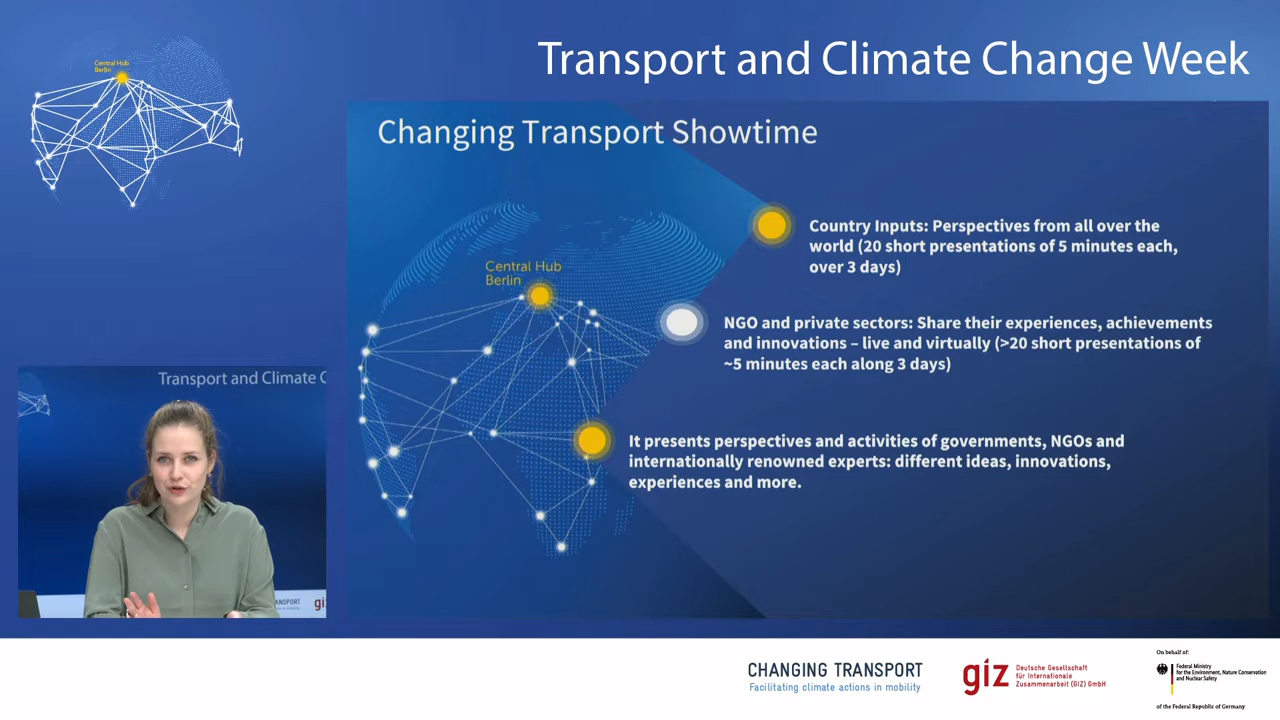 Transport and Climate Change Week
Central Hub
Berlin
Changing Transport Showtime
Country Inputs: Perspectives from all over the
world (20 short presentations of 5 minutes each,
over 3 days)
Central Hub
Berlin
NGO and private sectors: Share their experiences, achievements
and innovations – live and virtually (>20 short presentations of
~5 minutes each along 3 days)
It presents perspectives and activities of governments, NGOs and
internationally renowned experts: different ideas, innovations,
experiences and more.
Transport and Climate C
ANSPORT
gi
CHANGING TRANSPORT
Facilitating climate actions in mobility
giz
Deutsche Gesellschaft
für Internationale
Zusammenarbeit (GIZ) GmbH
On behalf of:
Federal Ministry
for the Environment, Nature Conservation
and Nuclear Safety
of the Federal Republic of Germany